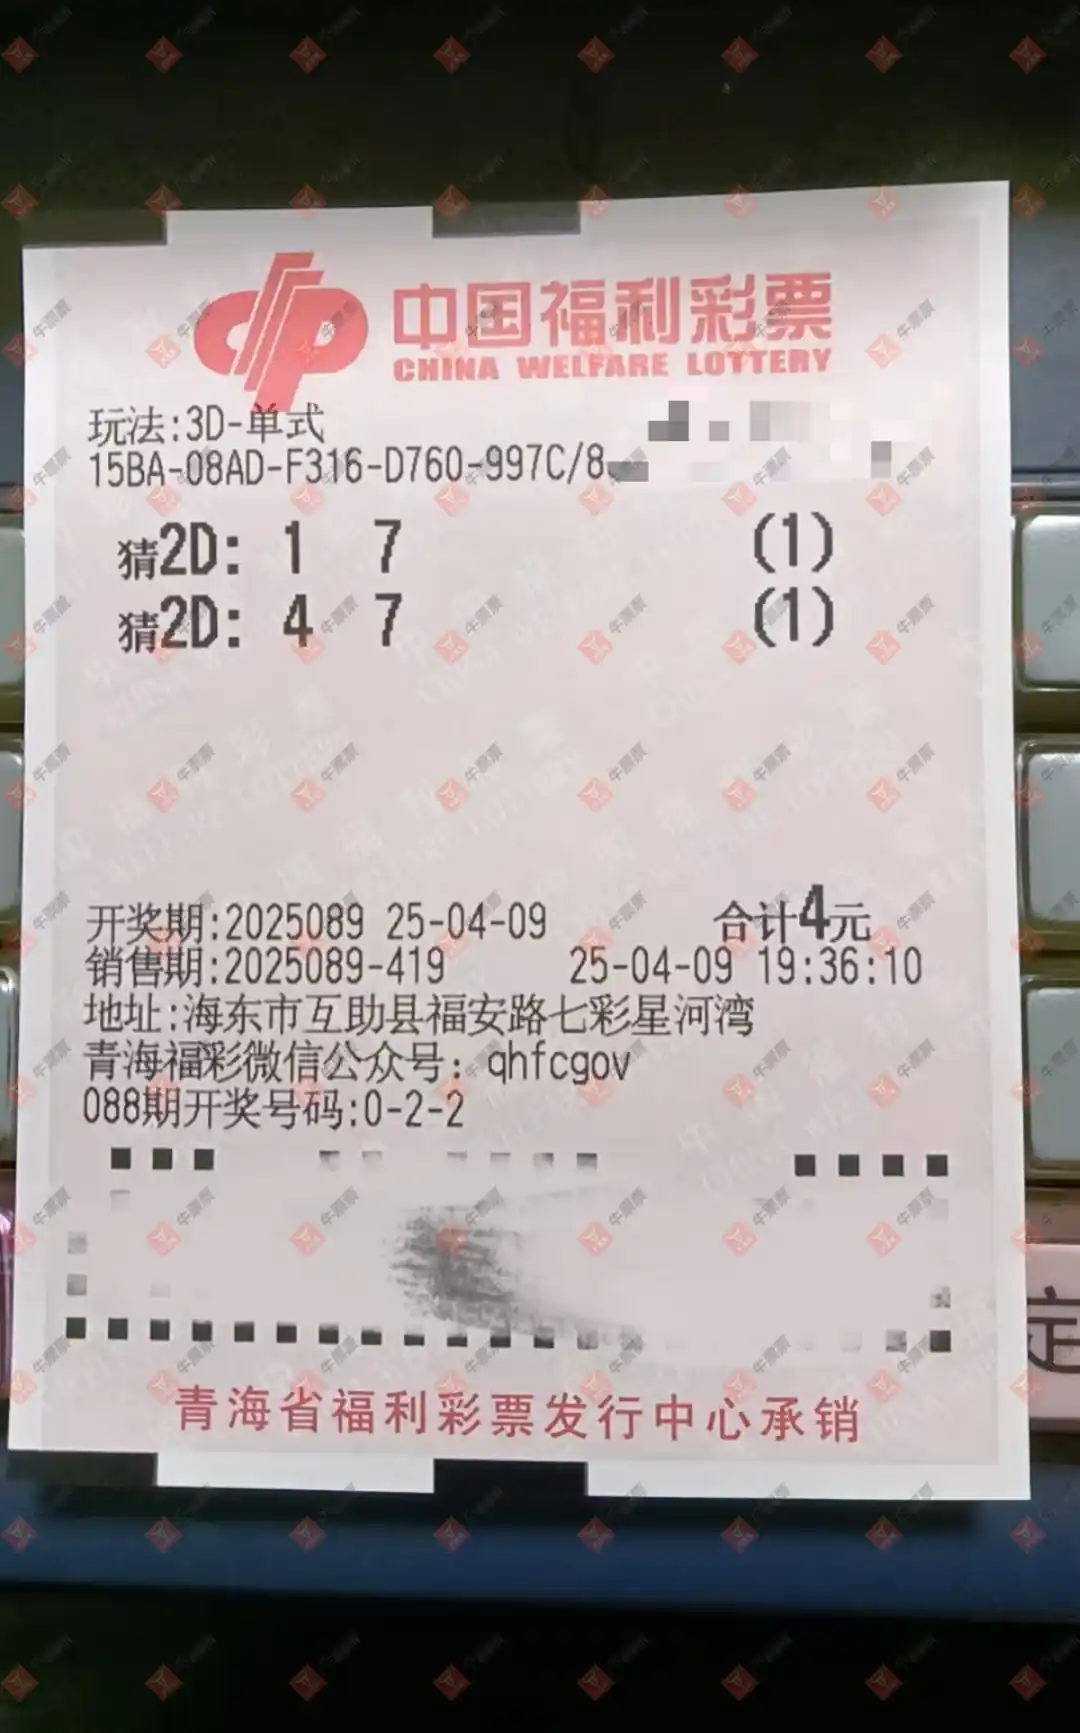 中国福利彩票
CHINA WELFARE LOTTERY
玩法:3D-单式
15BA-08AD-F316-D760-997C/8
猜2D: 1 7 (1)
猜2D: 4 7 (1)
开奖期:2025089 25-04-09 合计4元
销售期:2025089-419 25-04-09 19:36:10
地址:海东市互助县福安路七彩星河湾
青海福彩微信公众号: qhfcgov
088期开奖号码:0-2-2
青海省福利彩票发行中心承销
定
牛票票